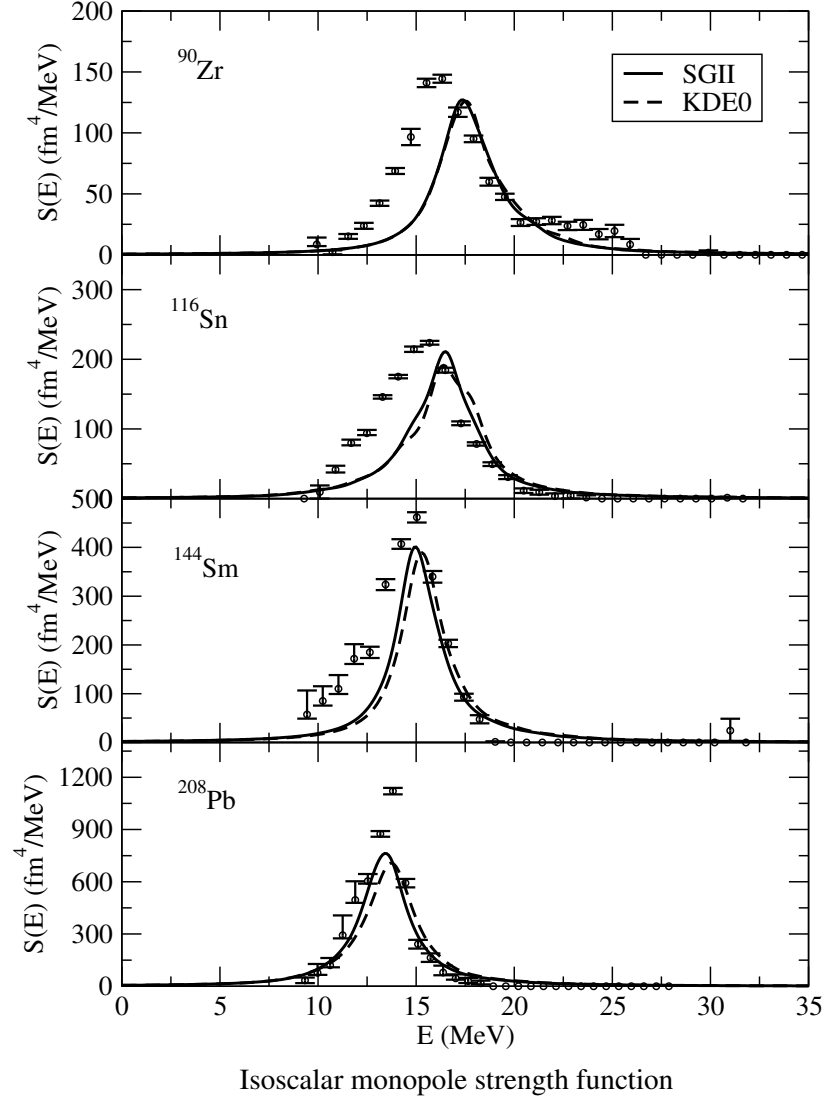 200
150
100
50
0
S(E) (fm⁴/MeV)
⁹⁰Zr
SGII
KDE0
300
200
100
S(E) (fm⁴/MeV)
¹¹⁶Sn
500
400
300
200
100
0
S(E) (fm⁴/MeV)
¹⁴⁴Sm
1200
900
600
300
0
S(E) (fm⁴/MeV)
²⁰⁸Pb
0 5 10 15 20 25 30 35
E (MeV)
Isoscalar monopole strength function